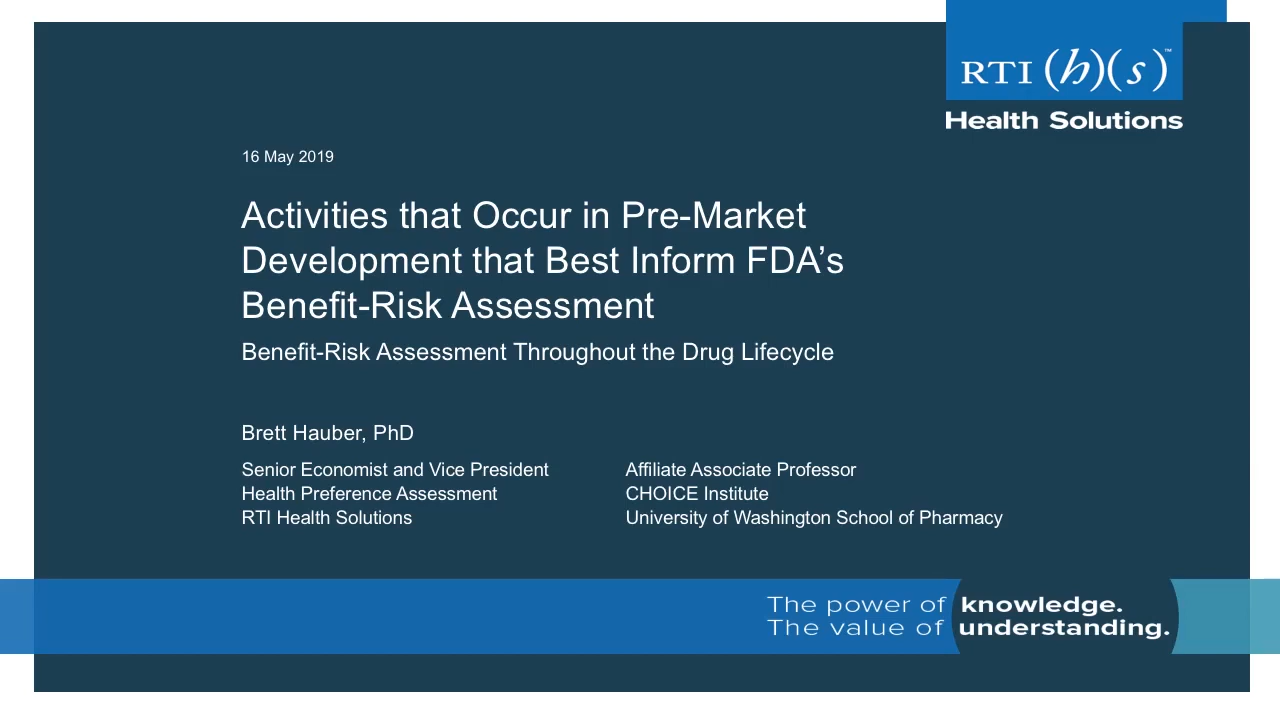 RTI (h)(s)™
Health Solutions
16 May 2019
Activities that Occur in Pre-Market
Development that Best Inform FDA’s
Benefit-Risk Assessment
Benefit-Risk Assessment Throughout the Drug Lifecycle
Brett Hauber, PhD
Senior Economist and Vice President
Health Preference Assessment
RTI Health Solutions
Affiliate Associate Professor
CHOICE Institute
University of Washington School of Pharmacy
The power of knowledge.
The value of understanding.